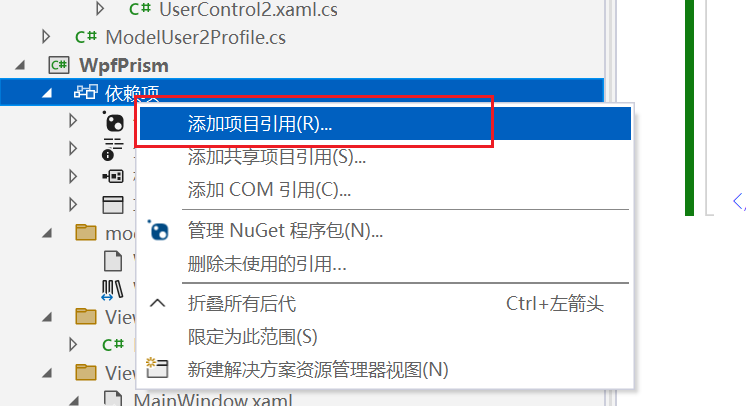 UserControl2.xaml.cs
C# ModelUser2Profile.cs
C# WpfPrism
依赖项
添加项目引用(R)...
添加共享项目引用(S)...
添加 COM 引用(C)...
管理 NuGet 程序包(N)...
mo
删除未使用的引用...
折叠所有后代 Ctrl+左箭头
Vie
限定为此范围(S)
C#
新建解决方案资源管理器视图(N)
Vie
MainWindow.xaml